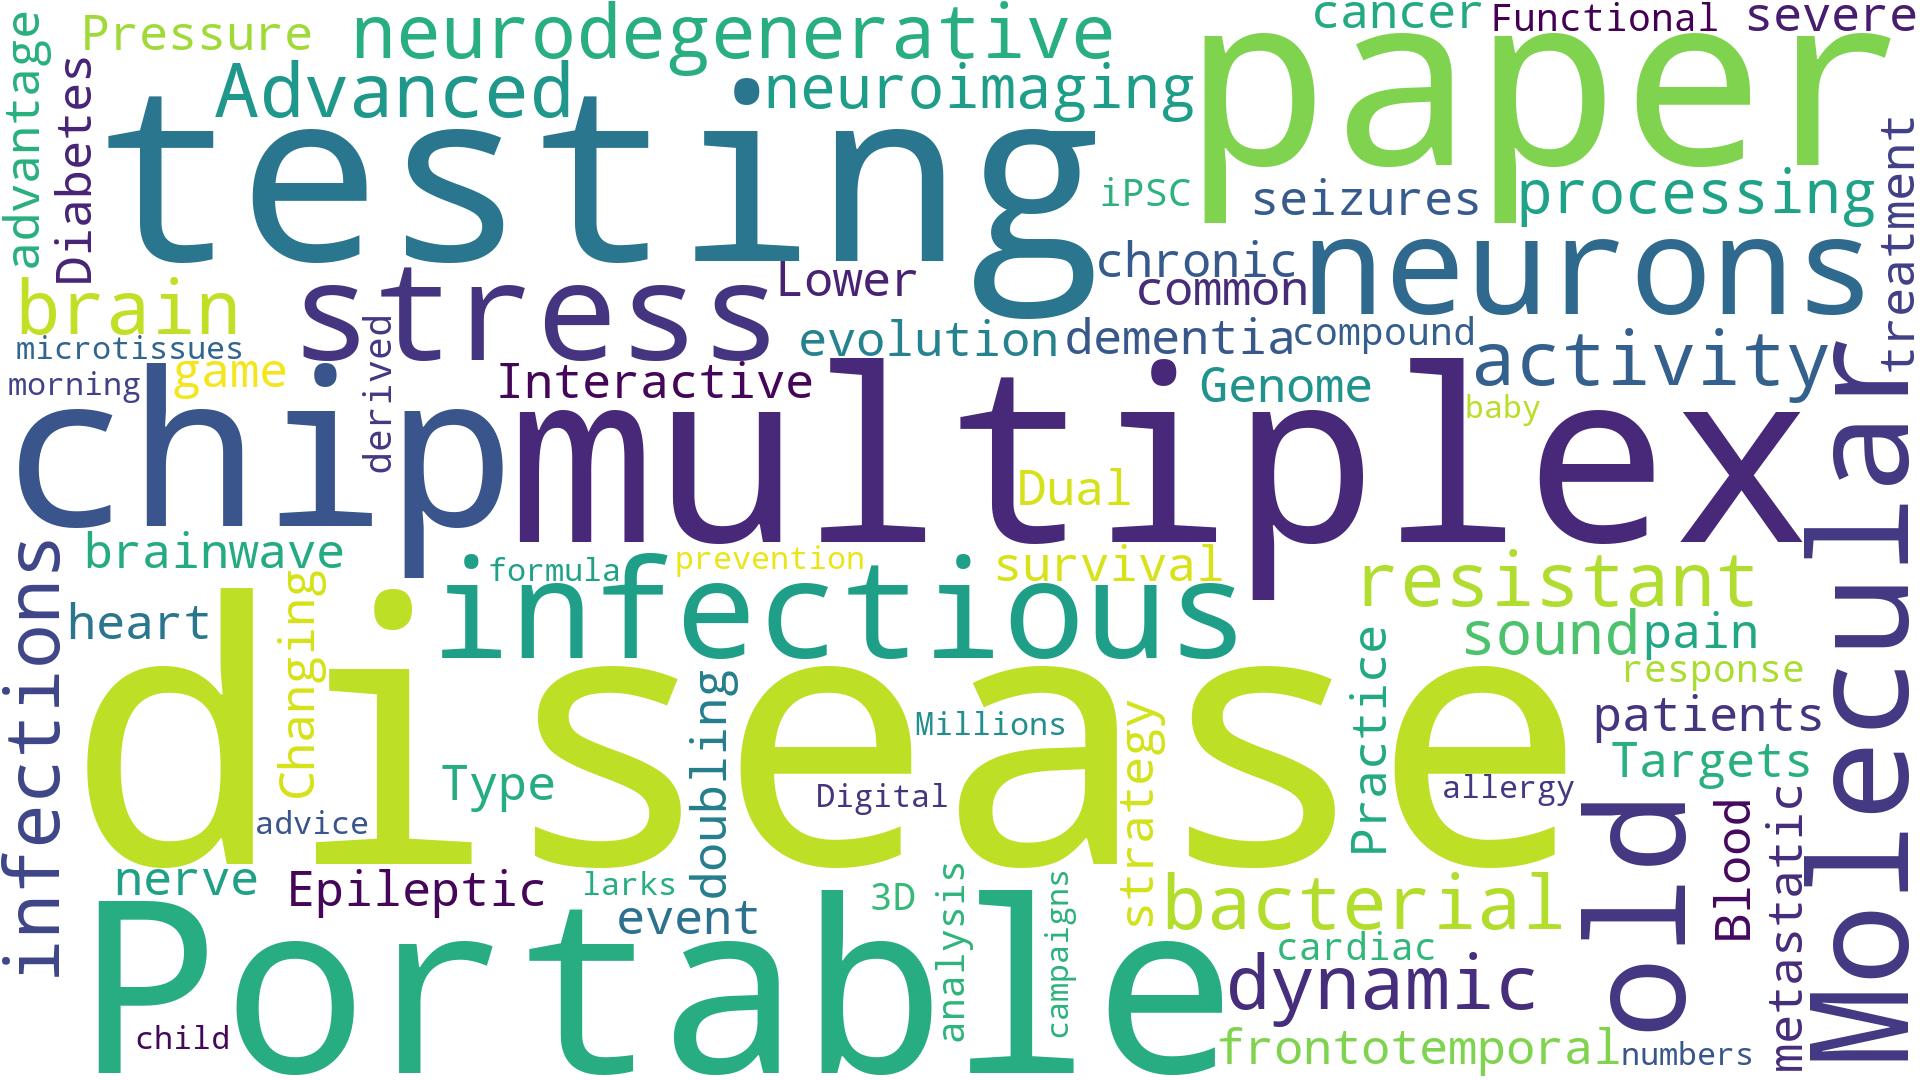 cancer
Functional
severe
Pressure
neurodegenerative
paper
advantage
Diabetes
Advanced
neuroimaging
testing
treatment
iPSC
seizures
processing
chronic
neurons
Lower
common
brain
stress
derived
evolution
dementia
compound
microtissues
activity
morning
game
Interactive
Genome
Molecular
chip
multiplex
baby
Dual
brainwave
formula
prevention
survival
resistant
infections
heart
Changing
infectious
sound
pain
Practice
response
disease
doubling
Millions
strategy
patients
Targets
Type
Digital
allergy
old
Blood
metastatic
advice
nerve
Epileptic
larks
3D
analysis
campaigns
bacterial
event
cardiac
Portable
dynamic
child
frontotemporal
numbers